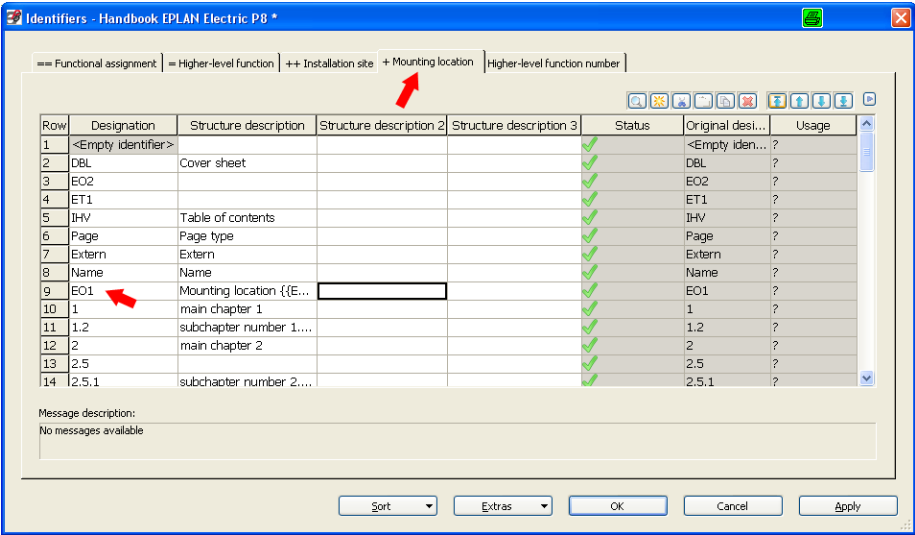 Identifiers - Handbook EPLAN Electric P8 *
== Functional assignment = Higher-level function ++ Installation site + Mounting location Higher-level function number
Row Designation Structure description Structure description 2 Structure description 3 Status Original desi... Usage
1 <Empty identifier> <Empty iden... ?
2 DBL Cover sheet DBL ?
3 EO2 EO2 ?
4 ET1 ET1 ?
5 IHV Table of contents IHV ?
6 Page Page type Page ?
7 Extern Extern Extern ?
8 Name Name Name ?
9 EO1 Mounting location {{E... EO1 ?
10 1 main chapter 1 1 ?
11 1.2 subchapter number 1.... 1.2 ?
12 2 main chapter 2 2 ?
13 2.5 2.5 ?
14 2.5.1 subchapter number 2.... 2.5.1 ?
Message description:
No messages available
Sort Extras OK Cancel Apply